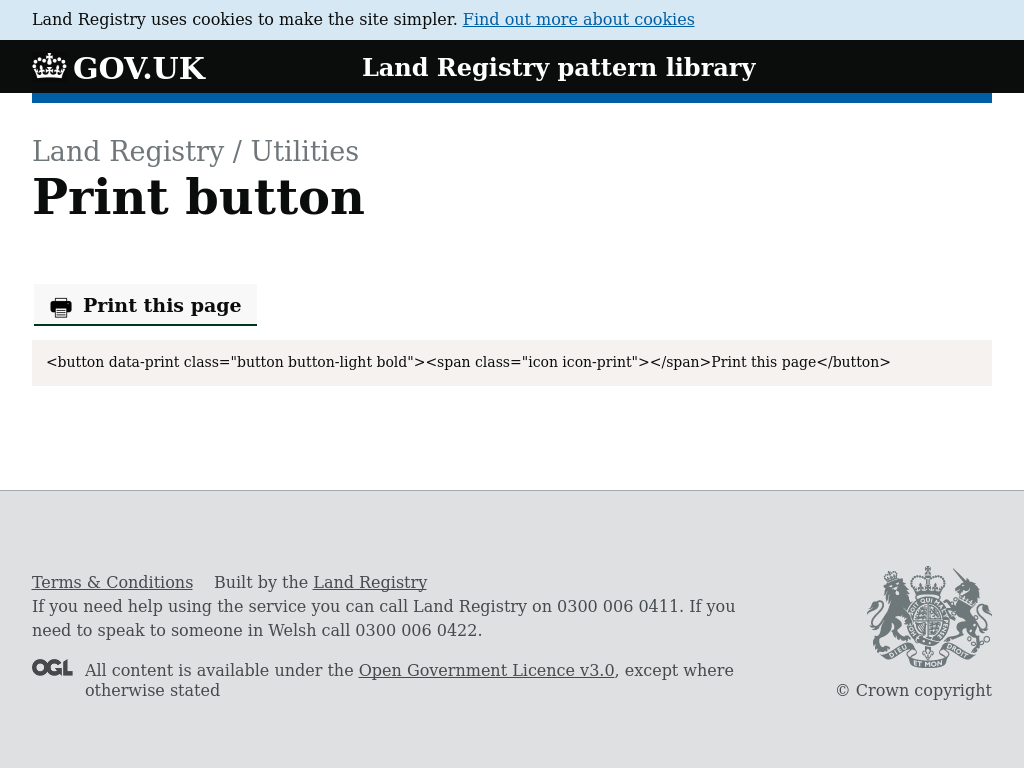 Land Registry uses cookies to make the site simpler. Find out more about cookies
GOV.UK
Land Registry pattern library
Land Registry / Utilities
Print button
Print this page
<button data-print class="button button-light bold"><span class="icon icon-print"></span>Print this page</button>
Terms & Conditions Built by the Land Registry
If you need help using the service you can call Land Registry on 0300 006 0411. If you
need to speak to someone in Welsh call 0300 006 0422.
OGL
All content is available under the Open Government Licence v3.0, except where
otherwise stated
DIEU ET MON DROIT
© Crown copyright